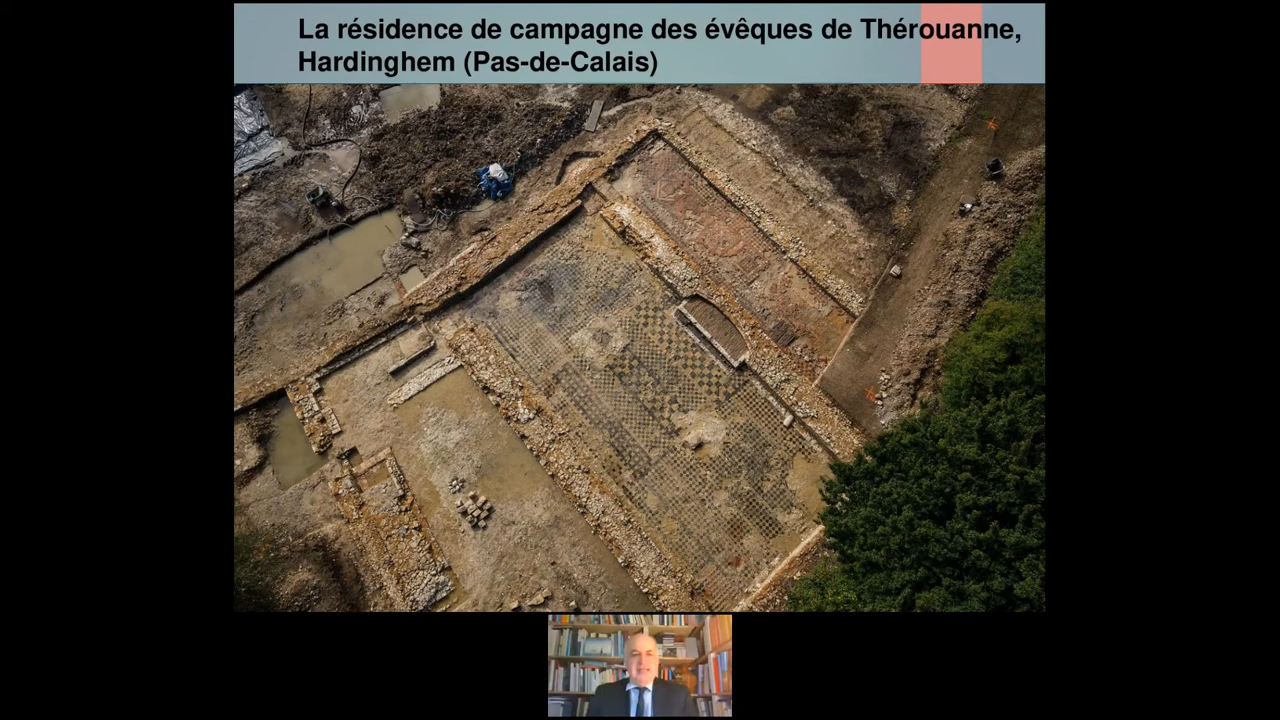 La résidence de campagne des évêques de Thérouanne,
Hardinghem (Pas-de-Calais)